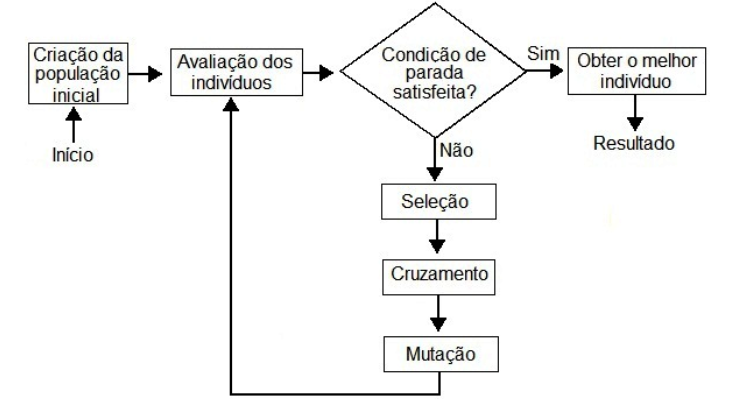 Criação da
população
inicial
Início
Avaliação dos
indivíduos
Condição de
parada
satisfeita?
Sim
Obter o melhor
indivíduo
Resultado
Não
Seleção
Cruzamento
Mutação